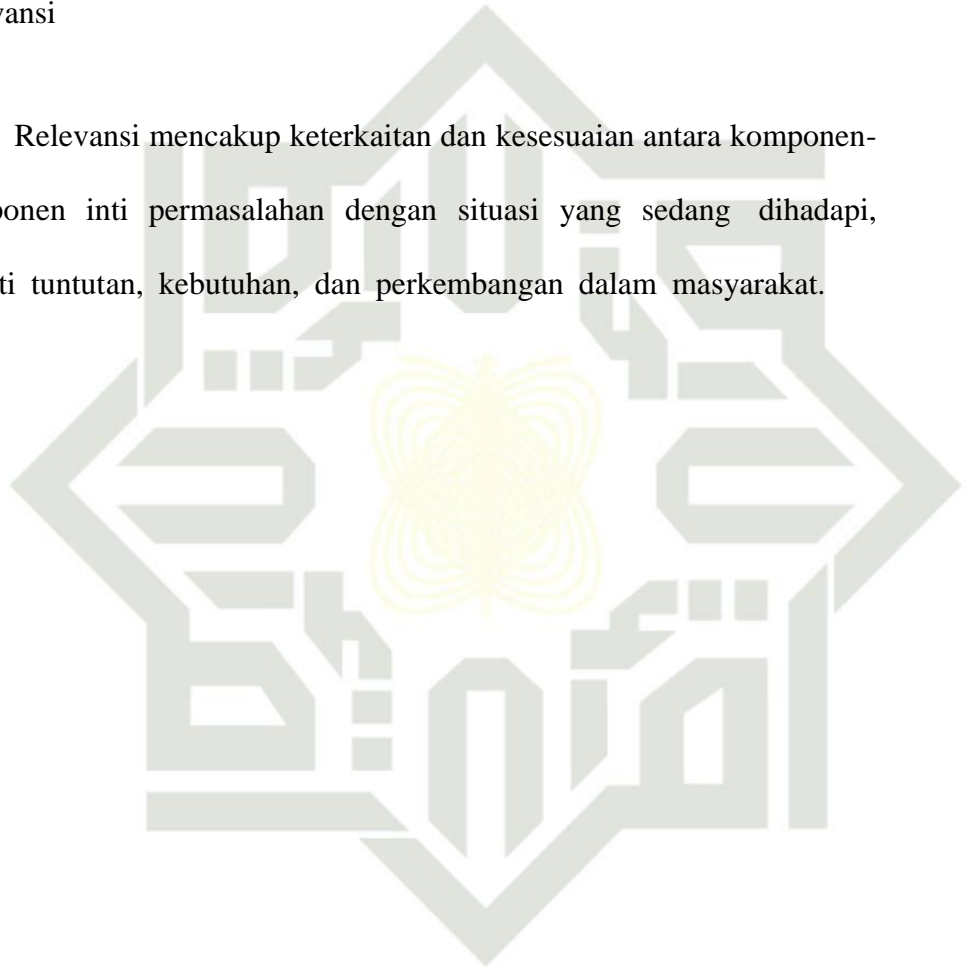 vansi
Relevansi mencakup keterkaitan dan kesesuaian antara komponen-
ponen inti permasalahan dengan situasi yang sedang dihadapi,
ti tuntutan, kebutuhan, dan perkembangan dalam masyarakat.